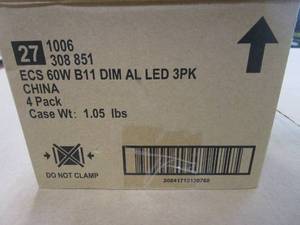 27 1006
308 851
ECS 60W B11 DIM AL LED 3PK
CHINA
4 Pack
Case Wt: 1.05 lbs
DO NOT CLAMP